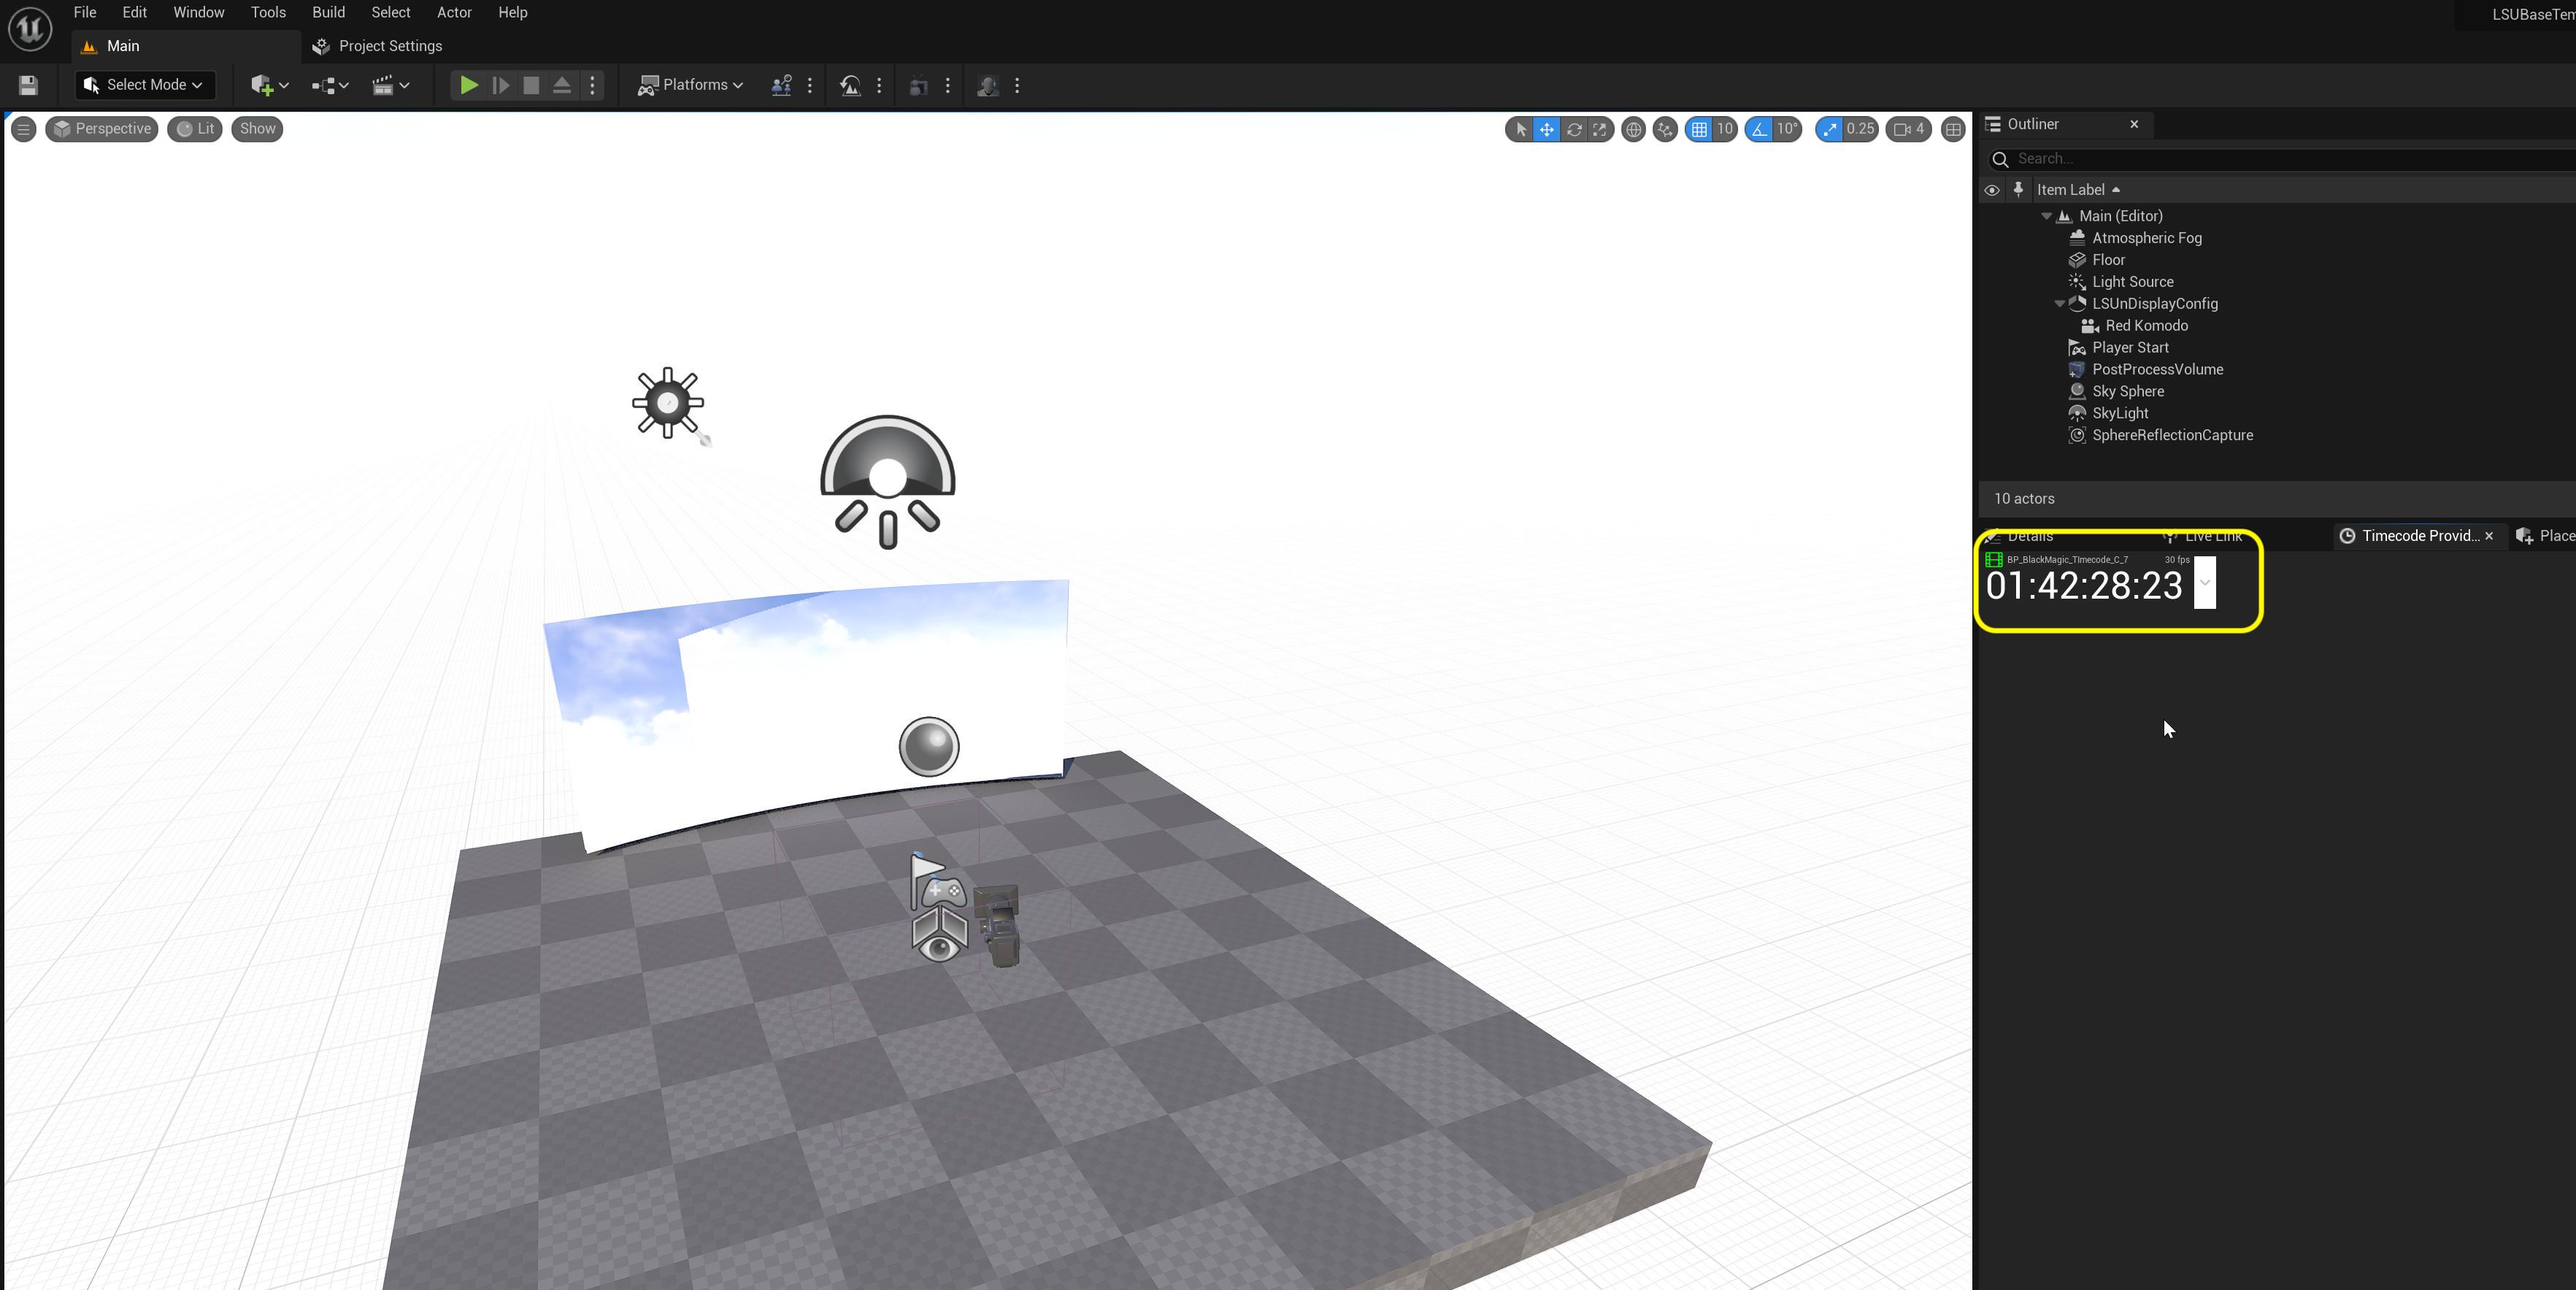 File Edit Window Tools Build Select Actor Help LSUBaseTem
Main Project Settings
Select Mode Platforms
Perspective Lit Show 10 10° 0.25 4
Outliner
Search...
Item Label
Main (Editor)
Atmospheric Fog
Floor
Light Source
LSUnDisplayConfig
Red Komodo
Player Start
PostProcessVolume
Sky Sphere
SkyLight
SphereReflectionCapture
10 actors
Details Live Link Timecode Provid... Place
BP_BlackMagic_TImecode_C_7 30 fps
01:42:28:23